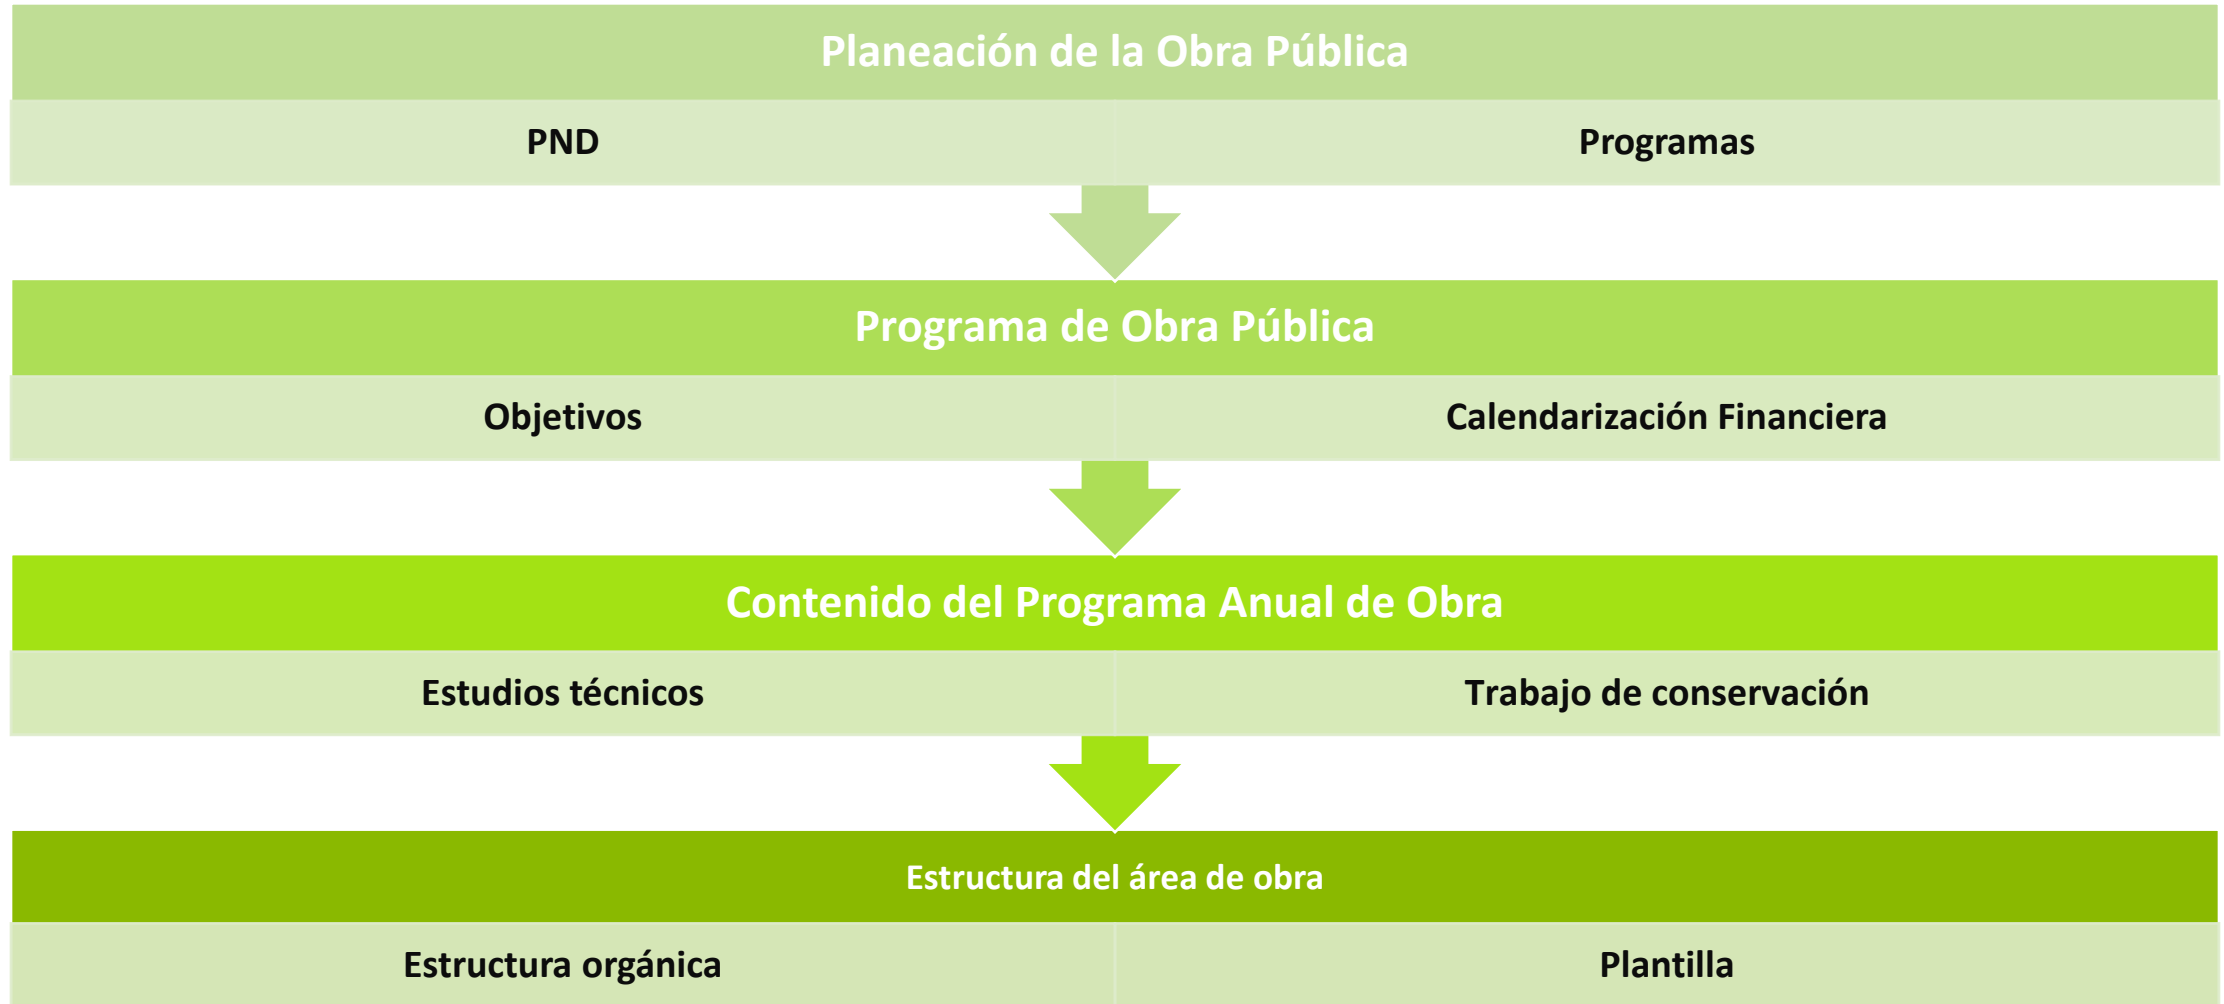 Planeación de la Obra Pública
PND
Programas
Programa de Obra Pública
Objetivos
Calendarización Financiera
Contenido del Programa Anual de Obra
Estudios técnicos
Trabajo de conservación
Estructura del área de obra
Estructura orgánica
Plantilla